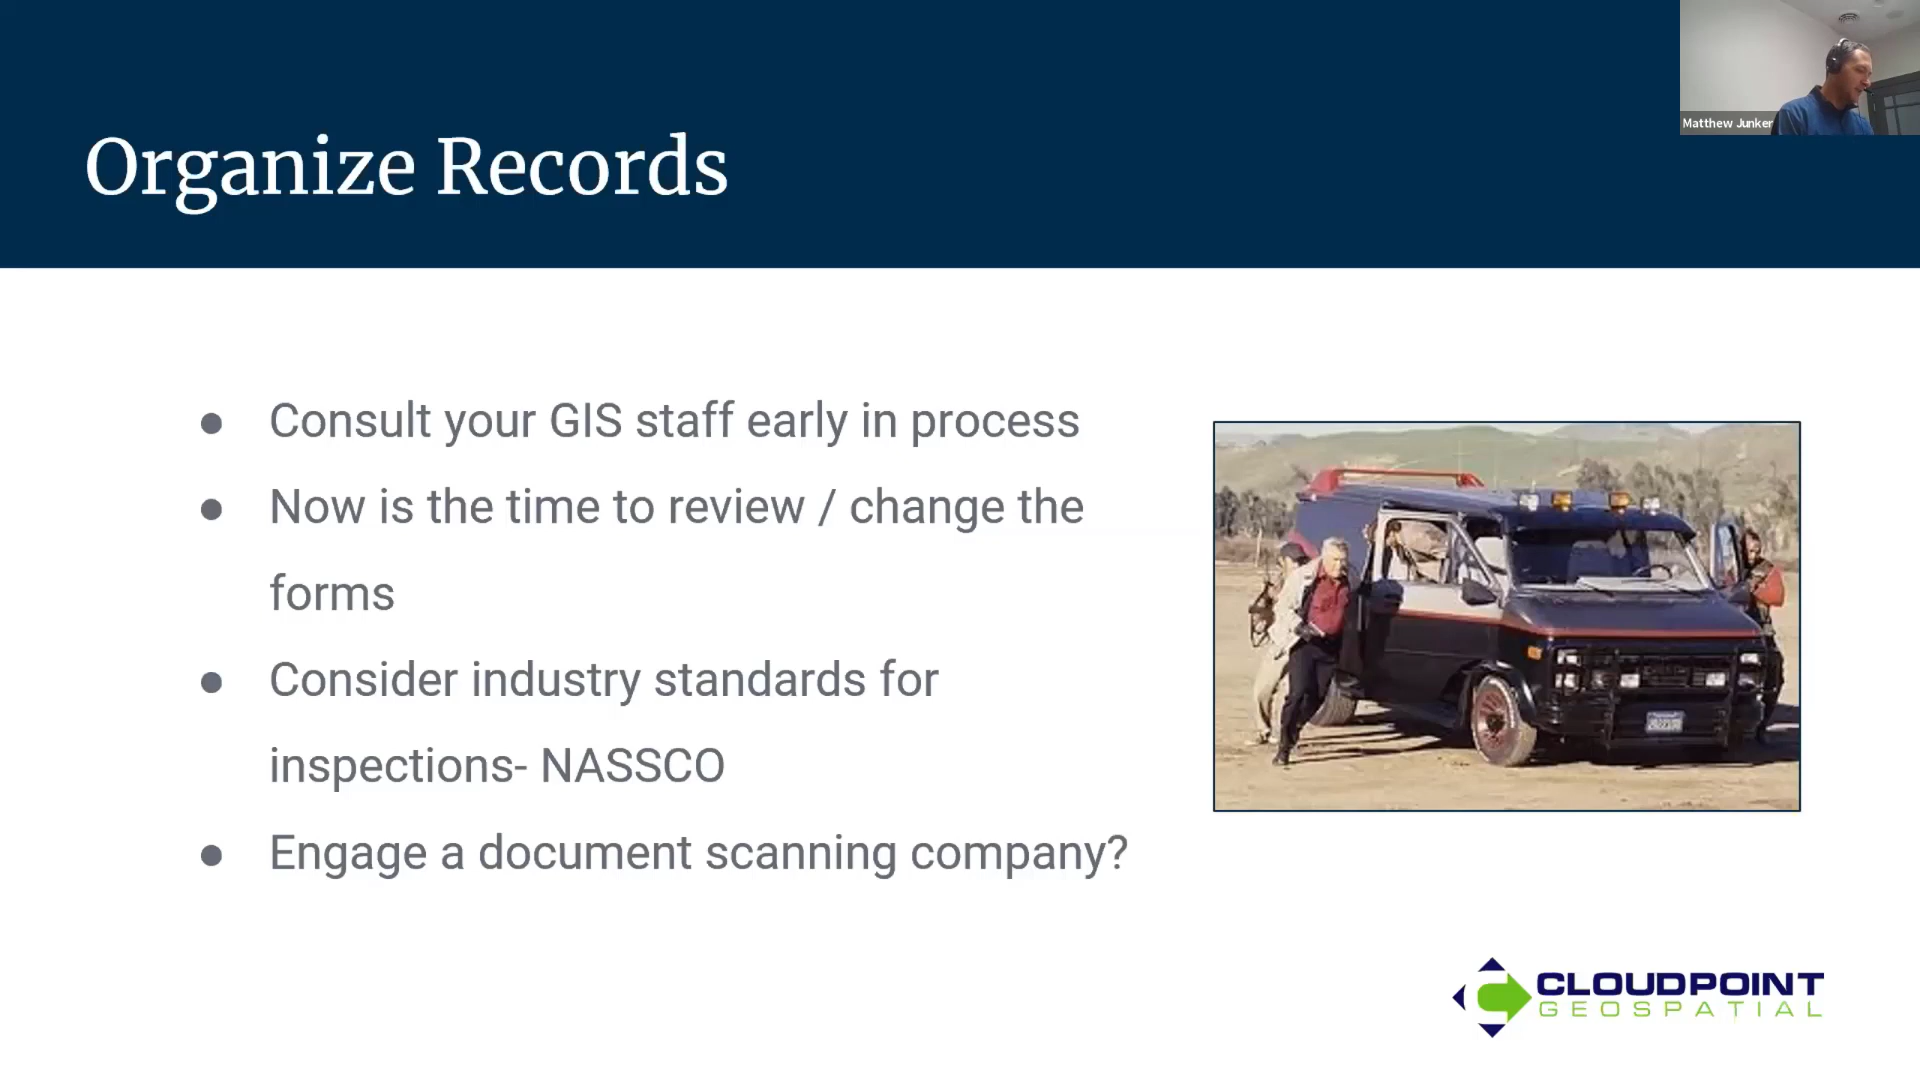 Matthew Junker
Organize Records
● Consult your GIS staff early in process
● Now is the time to review / change the
forms
● Consider industry standards for
inspections- NASSCO
● Engage a document scanning company?
CLOUDPOINT
GEOSPATIAL